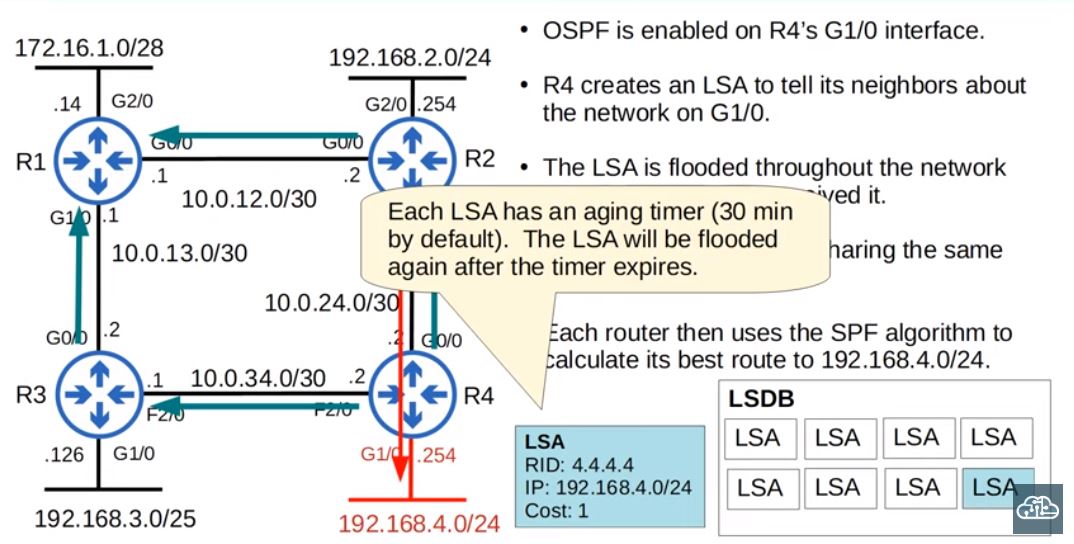 172.16.1.0/28
192.168.2.0/24
.14
G2/0
G2/0
.254
R1
G0/0
G0/0
R2
.1
.2
10.0.12.0/30
G1/0
.1
10.0.13.0/30
10.0.24.0/30
G0/0
.2
.2
G0/0
R3
.1
10.0.34.0/30
.2
R4
F2/0
F2/0
.126
G1/0
G1/0
.254
192.168.3.0/25
192.168.4.0/24
• OSPF is enabled on R4's G1/0 interface.
• R4 creates an LSA to tell its neighbors about
the network on G1/0.
• The LSA is flooded throughout the network
it.
sharing the same
Each router then uses the SPF algorithm to
calculate its best route to 192.168.4.0/24.
Each LSA has an aging timer (30 min
by default). The LSA will be flooded
again after the timer expires.
LSA
RID: 4.4.4.4
IP: 192.168.4.0/24
Cost: 1
LSDB
LSA LSA LSA LSA
LSA LSA LSA LSA